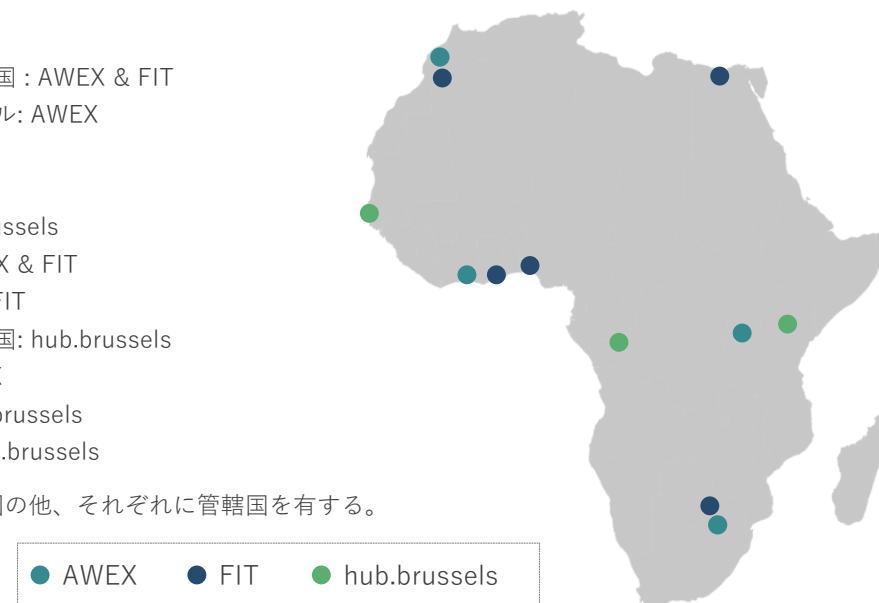 国 : AWEX & FIT
ル: AWEX
ussels
X & FIT
FIT
国: hub.brussels
brussels
.brussels
の他、それぞれに管轄国を有する。
AWEX FIT hub.brussels